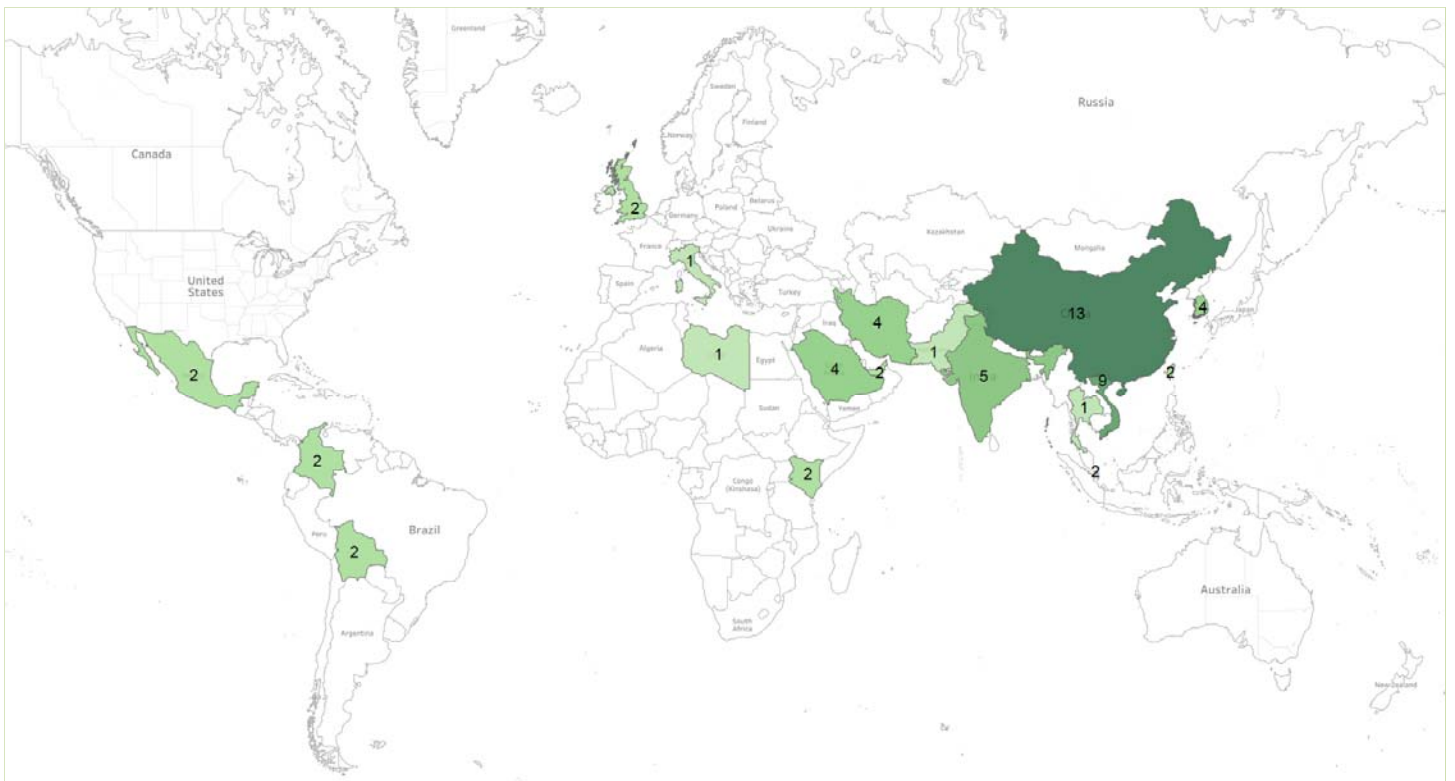 Greenland
Sweden
Finland
Russia
Norway
Canada
Belarus
Poland
Germany
2
Ukraine
Kazakhstan
France
Mongolia
1
United
States
Spain
Turkey
13
4
Japan
4
Iraq
Algeria
1
Egypt
4
2
1
5
9
2
2
Sudan
Yemen
1
2
2
2
Congo
(Kinshasa)
Peru
Brazil
2
Australia
South
Africa
Argentina
New Zealand